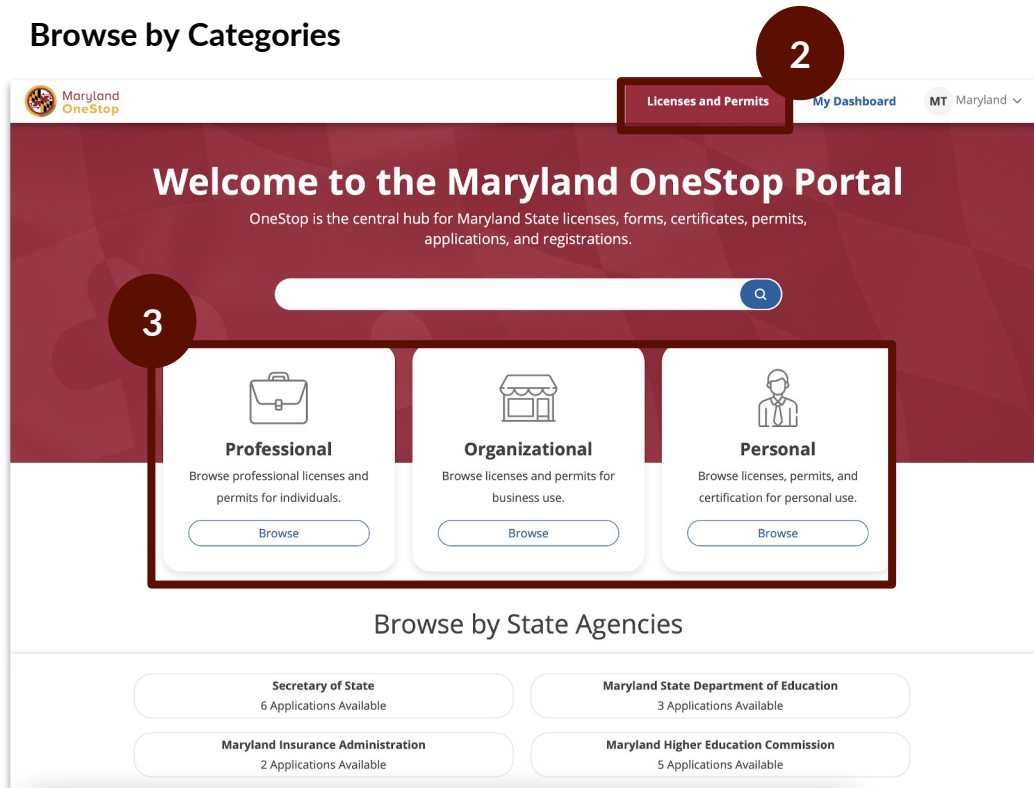 Browse by Categories
2
Maryland
OneStop
Licenses and Permits
My Dashboard
MT Maryland
Welcome to the Maryland OneStop Portal
OneStop is the central hub for Maryland State licenses, forms, certificates, permits,
applications, and registrations.
3
Professional
Browse professional licenses and
permits for individuals.
Browse
Organizational
Browse licenses and permits for
business use.
Browse
Personal
Browse licenses, permits, and
certification for personal use.
Browse
Browse by State Agencies
Secretary of State
6 Applications Available
Maryland State Department of Education
3 Applications Available
Maryland Insurance Administration
2 Applications Available
Maryland Higher Education Commission
5 Applications Available